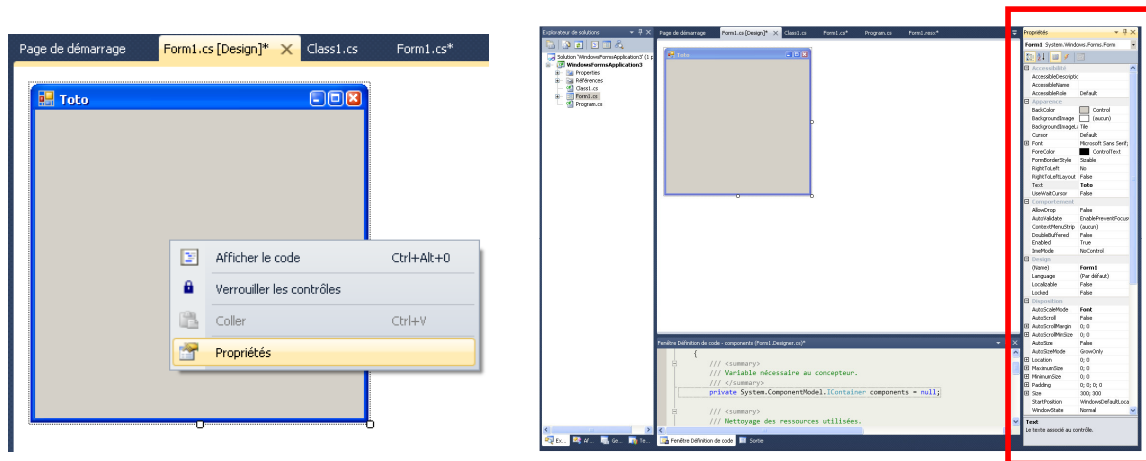 Page de démarrage Form1.cs [Design]* Class1.cs Form1.cs*
Toto
Afficher le code Ctrl+Alt+0
Verrouiller les contrôles
Coller Ctrl+V
Propriétés
Explorateur de solutions
Solution 'WindowsFormsApplication3' (1 p
WindowsFormsApplication3
Properties
Références
Class1.cs
Form1.cs
Program.cs
Page de démarrage Form1.cs [Design]* Class1.cs Form1.cs* Program.cs Form1.resx*
Toto
Fenêtre Définition de code - components (Form1.Designer.cs)*
{
/// <summary>
/// Variable nécessaire au concepteur.
/// </summary>
private System.ComponentModel.IContainer components = null;
/// <summary>
/// Nettoyage des ressources utilisées.
Ex... Af... Ge... Te...
Fenêtre Définition de code Sortie
Propriétés
Form1 System.Windows.Forms.Form
Accessibilité
AccessibleDescriptic
AccessibleName
AccessibleRole Default
Apparence
BackColor Control
BackgroundImage (aucun)
BackgroundImageL Tile
Cursor Default
Font Microsoft Sans Serif;
ForeColor ControlText
FormBorderStyle Sizable
RightToLeft No
RightToLeftLayout False
Text Toto
UseWaitCursor False
Comportement
AllowDrop False
AutoValidate EnablePreventFocus
ContextMenuStrip (aucun)
DoubleBuffered False
Enabled True
ImeMode NoControl
Design
(Name) Form1
Language (Par défaut)
Localizable False
Locked False
Disposition
AutoScaleMode Font
AutoScroll False
AutoScrollMargin 0; 0
AutoScrollMinSize 0; 0
AutoSize False
AutoSizeMode GrowOnly
Location 0; 0
MaximumSize 0; 0
MinimumSize 0; 0
Padding 0; 0; 0; 0
Size 300; 300
StartPosition WindowsDefaultLoca
WindowState Normal
Text
Le texte associé au contrôle.